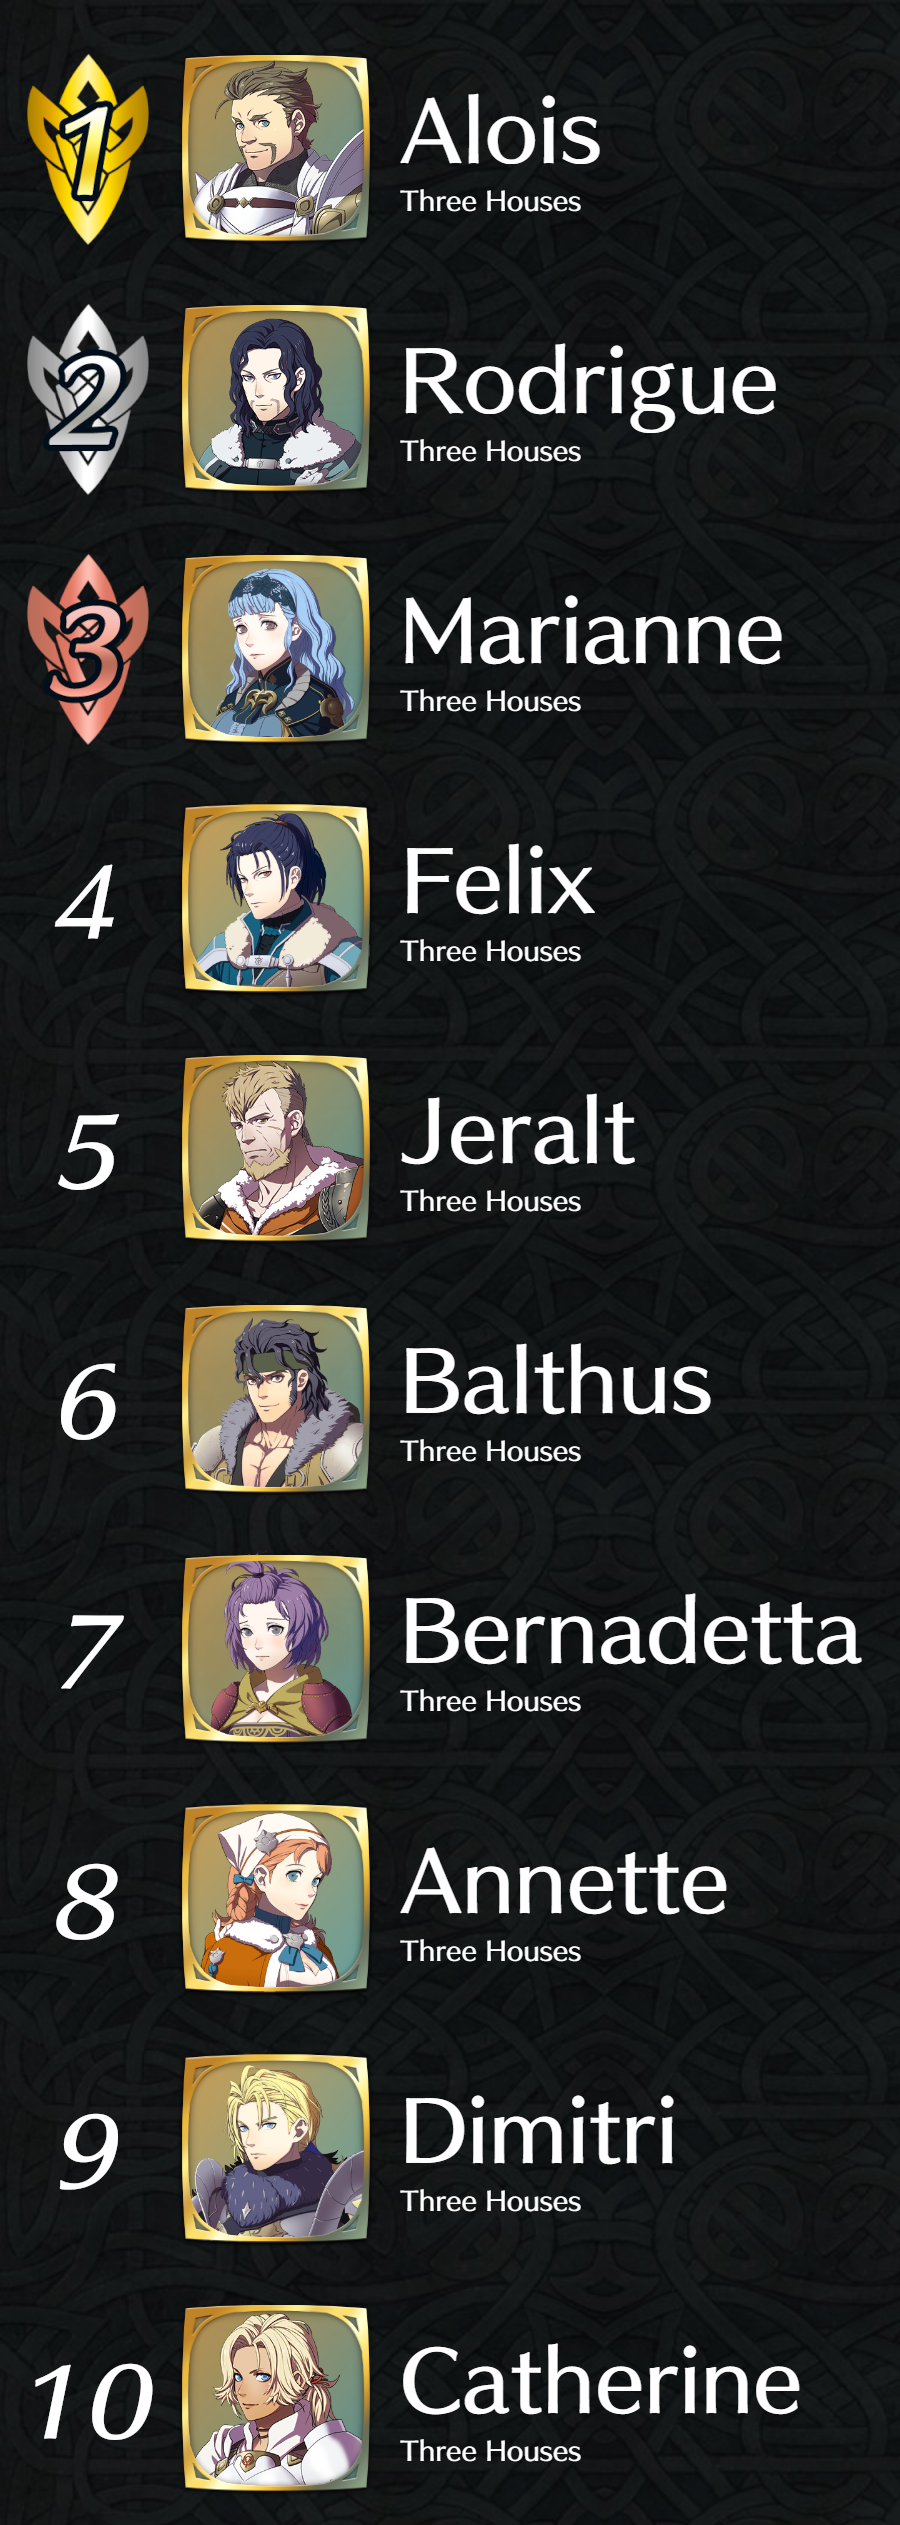 1
Alois
Three Houses
2
Rodrigue
Three Houses
3
Marianne
Three Houses
4
Felix
Three Houses
5
Jeralt
Three Houses
6
Balthus
Three Houses
7
Bernadetta
Three Houses
8
Annette
Three Houses
9
Dimitri
Three Houses
10
Catherine
Three Houses